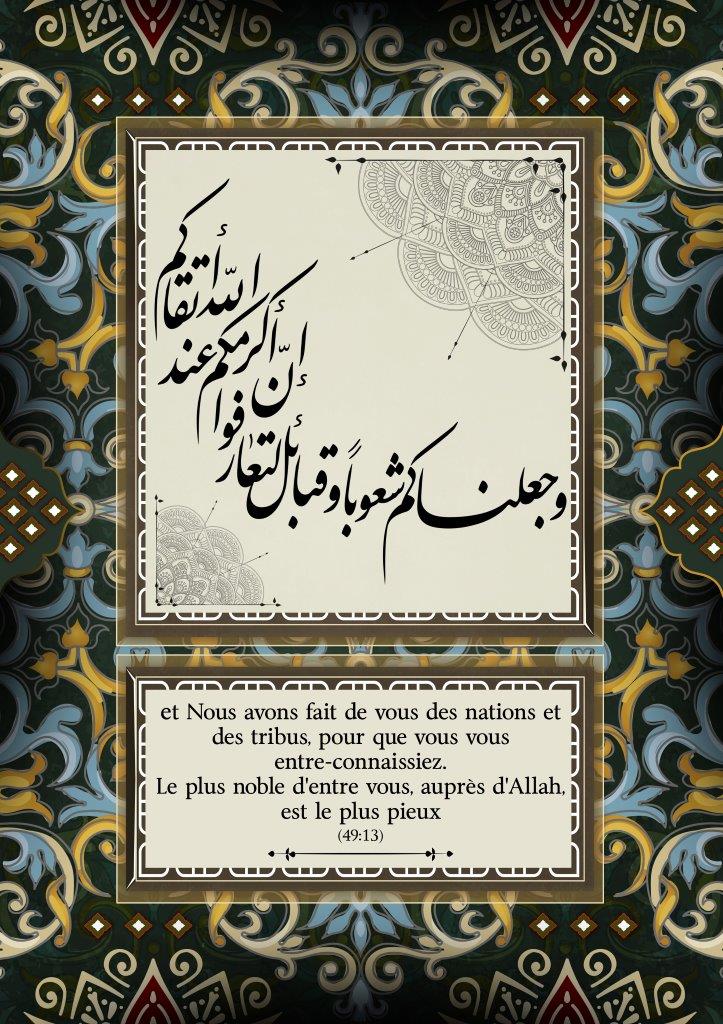 وجعلناكم شعوباً وقبائل لتعارفوا
إنّ أكرمكم عند
اللّه أتقاكم
et Nous avons fait de vous des nations et
des tribus, pour que vous vous
entre-connaissiez.
Le plus noble d'entre vous, auprès d'Allah,
est le plus pieux
(49:13)